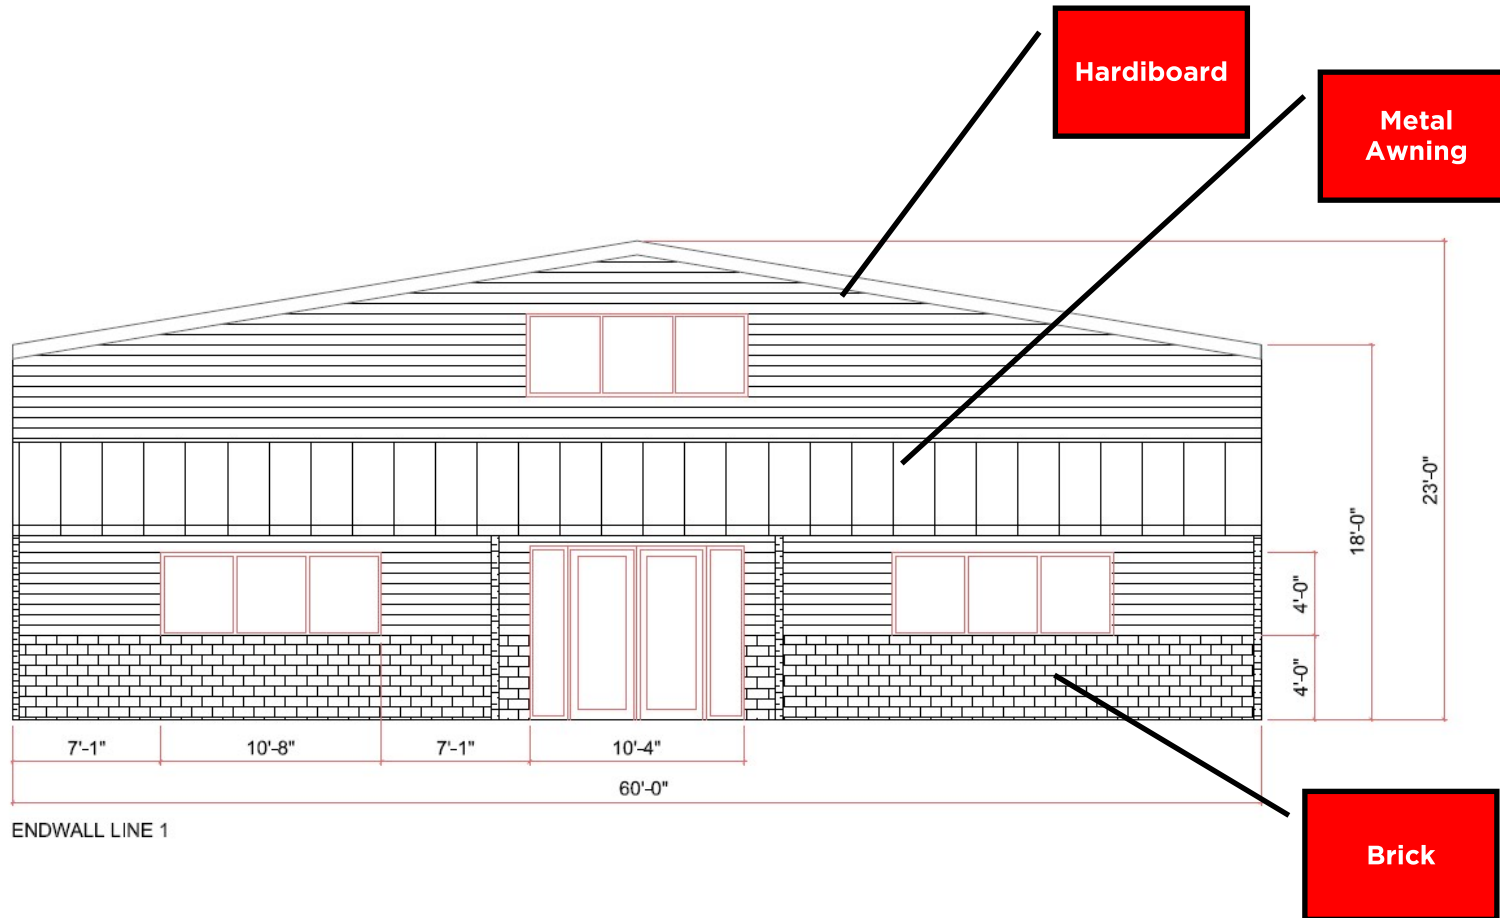 Hardiboard
Metal
Awning
23'-0"
18'-0"
4'-0"
4'-0"
7'-1"
10'-8"
7'-1"
10'-4"
60'-0"
ENDWALL LINE 1
Brick